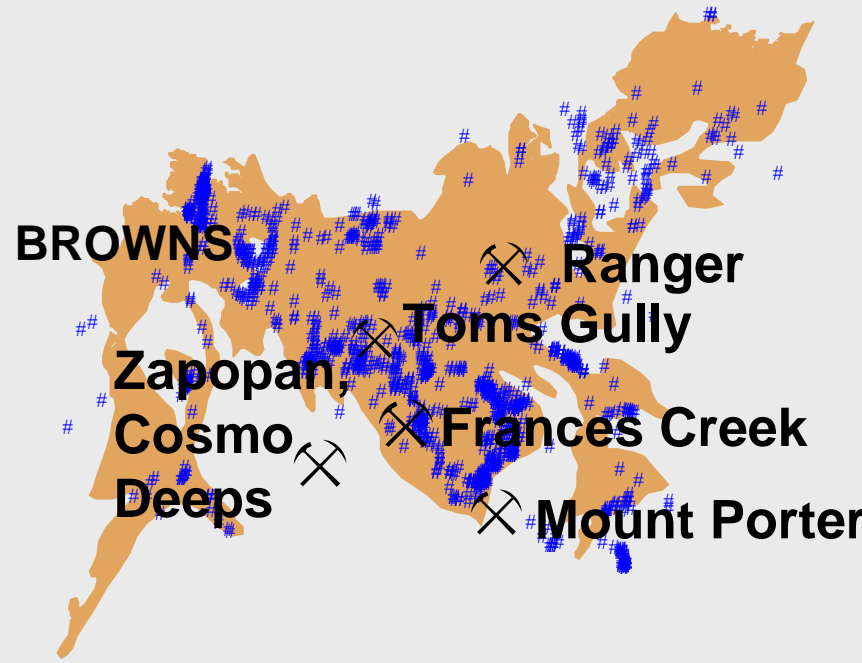 BROWNS
Ranger
Toms Gully
Zapopan,
Cosmo
Deeps
Frances Creek
Mount Porter